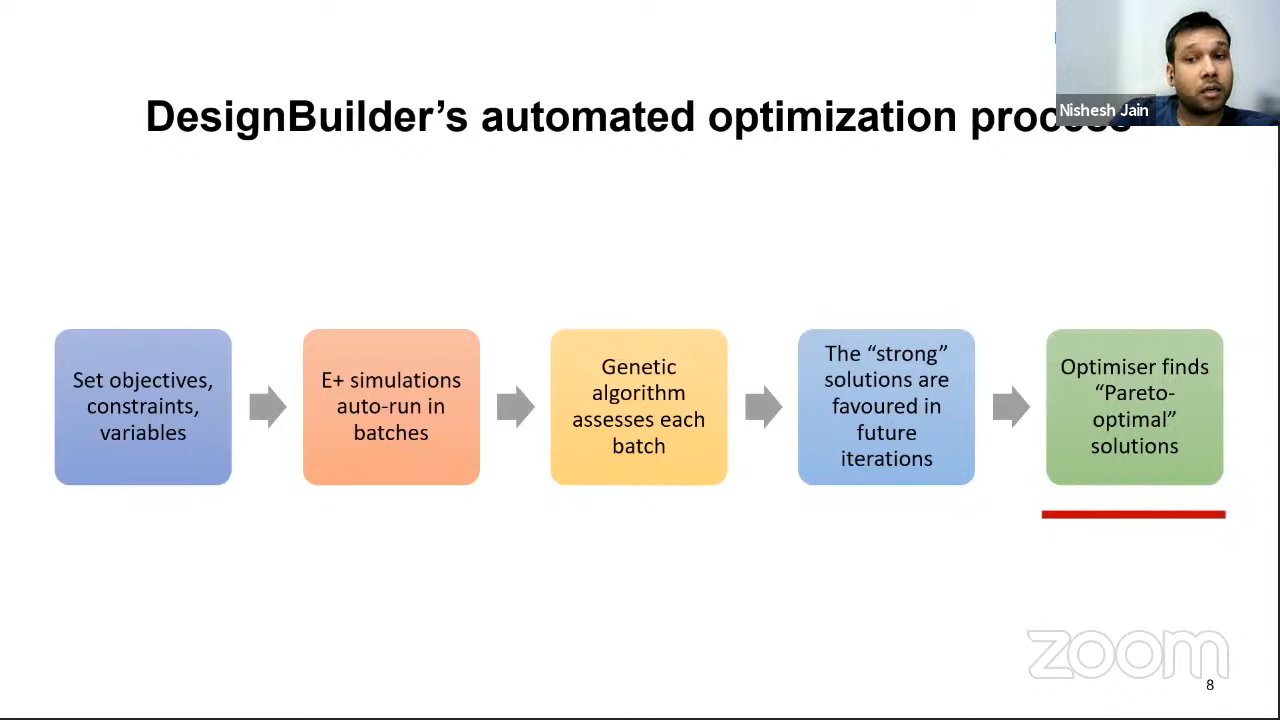 Nishesh Jain
DesignBuilder’s automated optimization process
Set objectives,
constraints,
variables
E+ simulations
auto-run in
batches
Genetic
algorithm
assesses each
batch
The “strong”
solutions are
favoured in
future
iterations
Optimiser finds
“Pareto-
optimal”
solutions
zoom
8